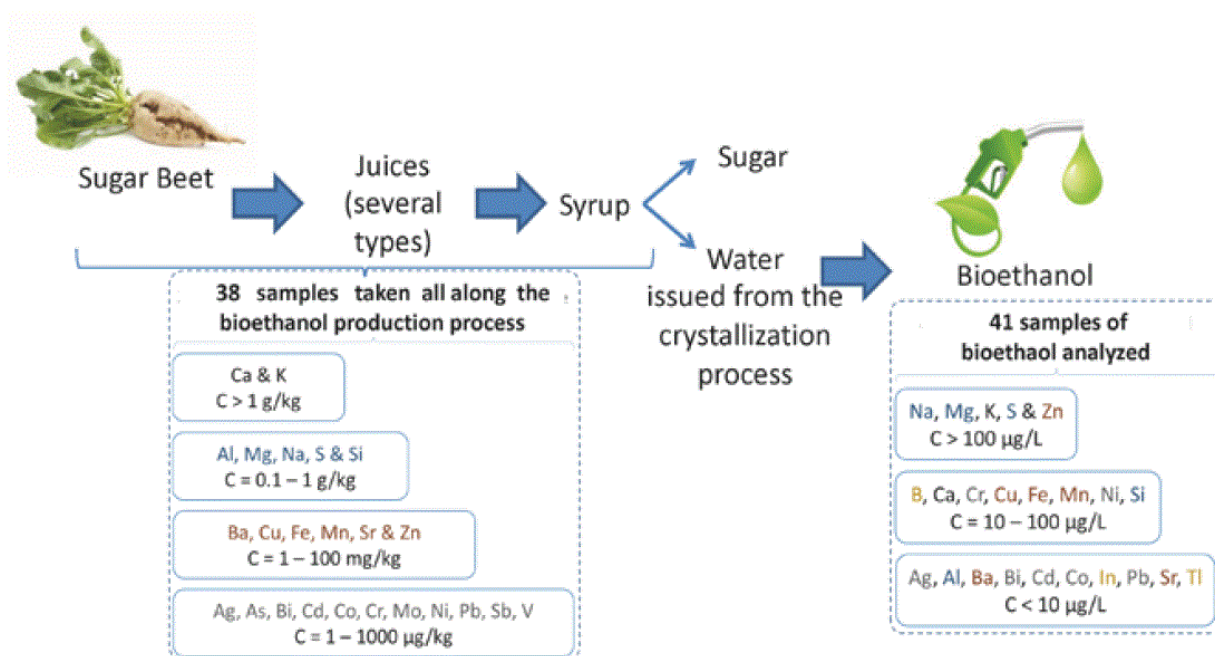 Sugar Beet
Juices
(several
types)
Syrup
Sugar
Water
issued from the
crystallization
process
Bioethanol
38 samples taken all along the
bioethanol production process
Ca & K
C > 1 g/kg
Al, Mg, Na, S & Si
C = 0.1 – 1 g/kg
Ba, Cu, Fe, Mn, Sr & Zn
C = 1 – 100 mg/kg
Ag, As, Bi, Cd, Co, Cr, Mo, Ni, Pb, Sb, V
C = 1 – 1000 µg/kg
41 samples of
bioethaol analyzed
Na, Mg, K, S & Zn
C > 100 µg/L
B, Ca, Cr, Cu, Fe, Mn, Ni, Si
C = 10 – 100 µg/L
Ag, Al, Ba, Bi, Cd, Co, In, Pb, Sr, Tl
C < 10 µg/L